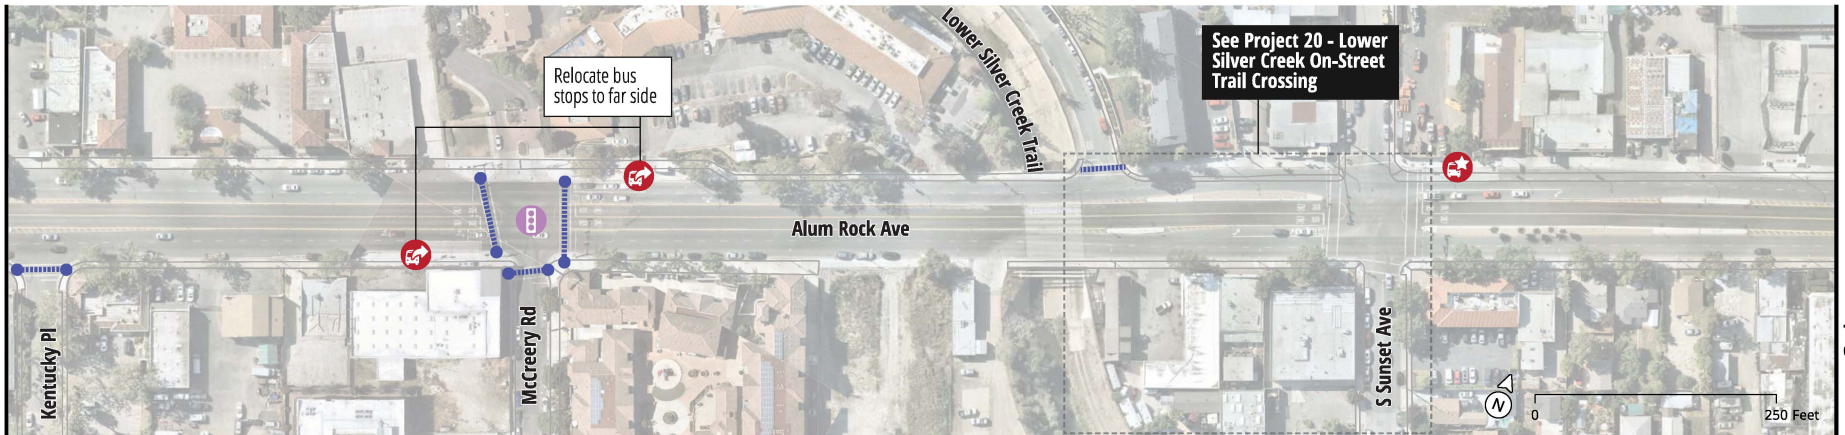 Relocate bus
stops to far side
Lower Silver Creek Trail
See Project 20 - Lower
Silver Creek On-Street
Trail Crossing
Alum Rock Ave
Kentucky Pl
McCreery Rd
S Sunset Ave
N
0
250 Feet